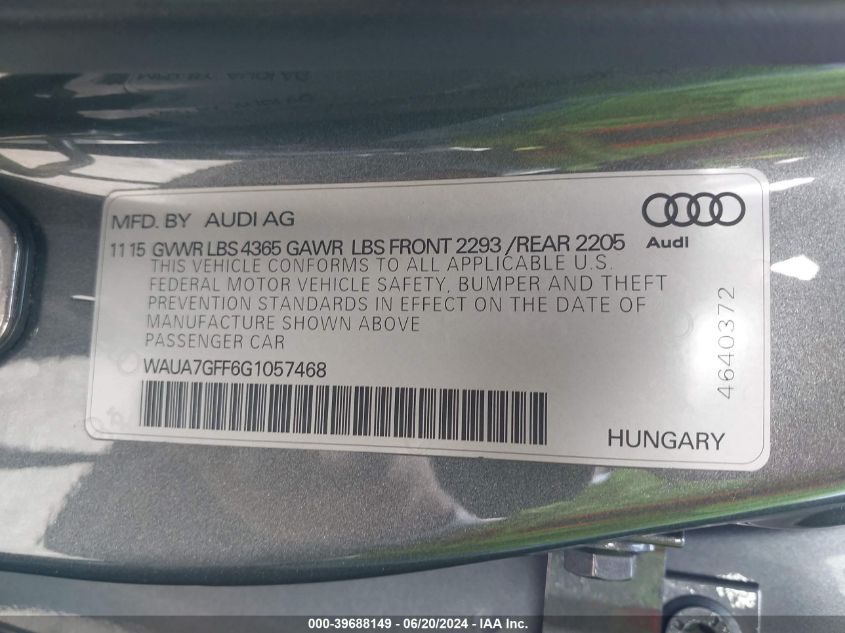 MFD. BY AUDI AG
Audi
11 15 GVWR LBS 4365 GAWR LBS FRONT 2293 /REAR 2205
THIS VEHICLE CONFORMS TO ALL APPLICABLE U.S.
FEDERAL MOTOR VEHICLE SAFETY, BUMPER AND THEFT
PREVENTION STANDARDS IN EFFECT ON THE DATE OF
MANUFACTURE SHOWN ABOVE
PASSENGER CAR
WAUA7GFF6G1057468
4640372
HUNGARY
000-39688149 - 06/20/2024 - IAA Inc.